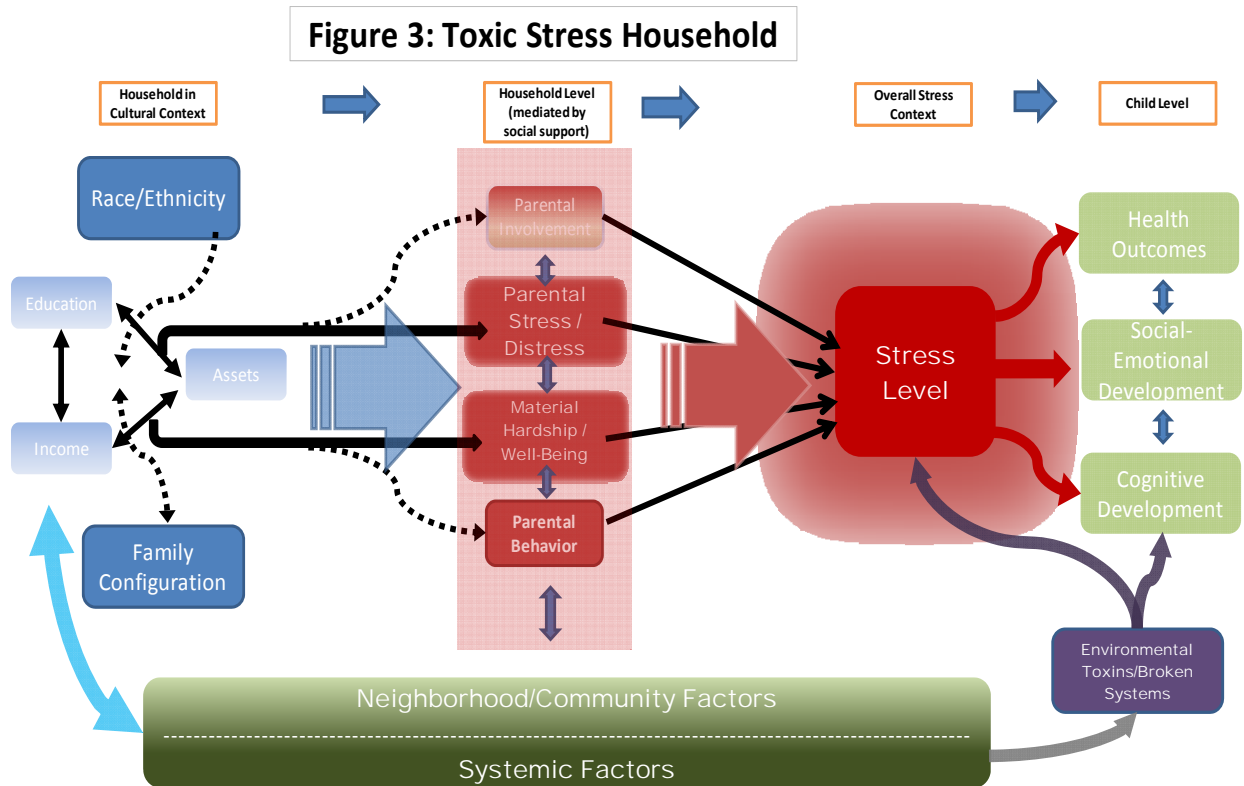 Figure 3: Toxic Stress Household
Household in
Cultural Context
Household Level
(mediated by
social support)
Overall Stress
Context
Child Level
Race/Ethnicity
Education
Assets
Income
Family
Configuration
Parental
Involvement
Parental
Stress /
Distress
Material
Hardship /
Well-Being
Parental
Behavior
Stress
Level
Health
Outcomes
Social-
Emotional
Development
Cognitive
Development
Environmental
Toxins/Broken
Systems
Neighborhood/Community Factors
Systemic Factors